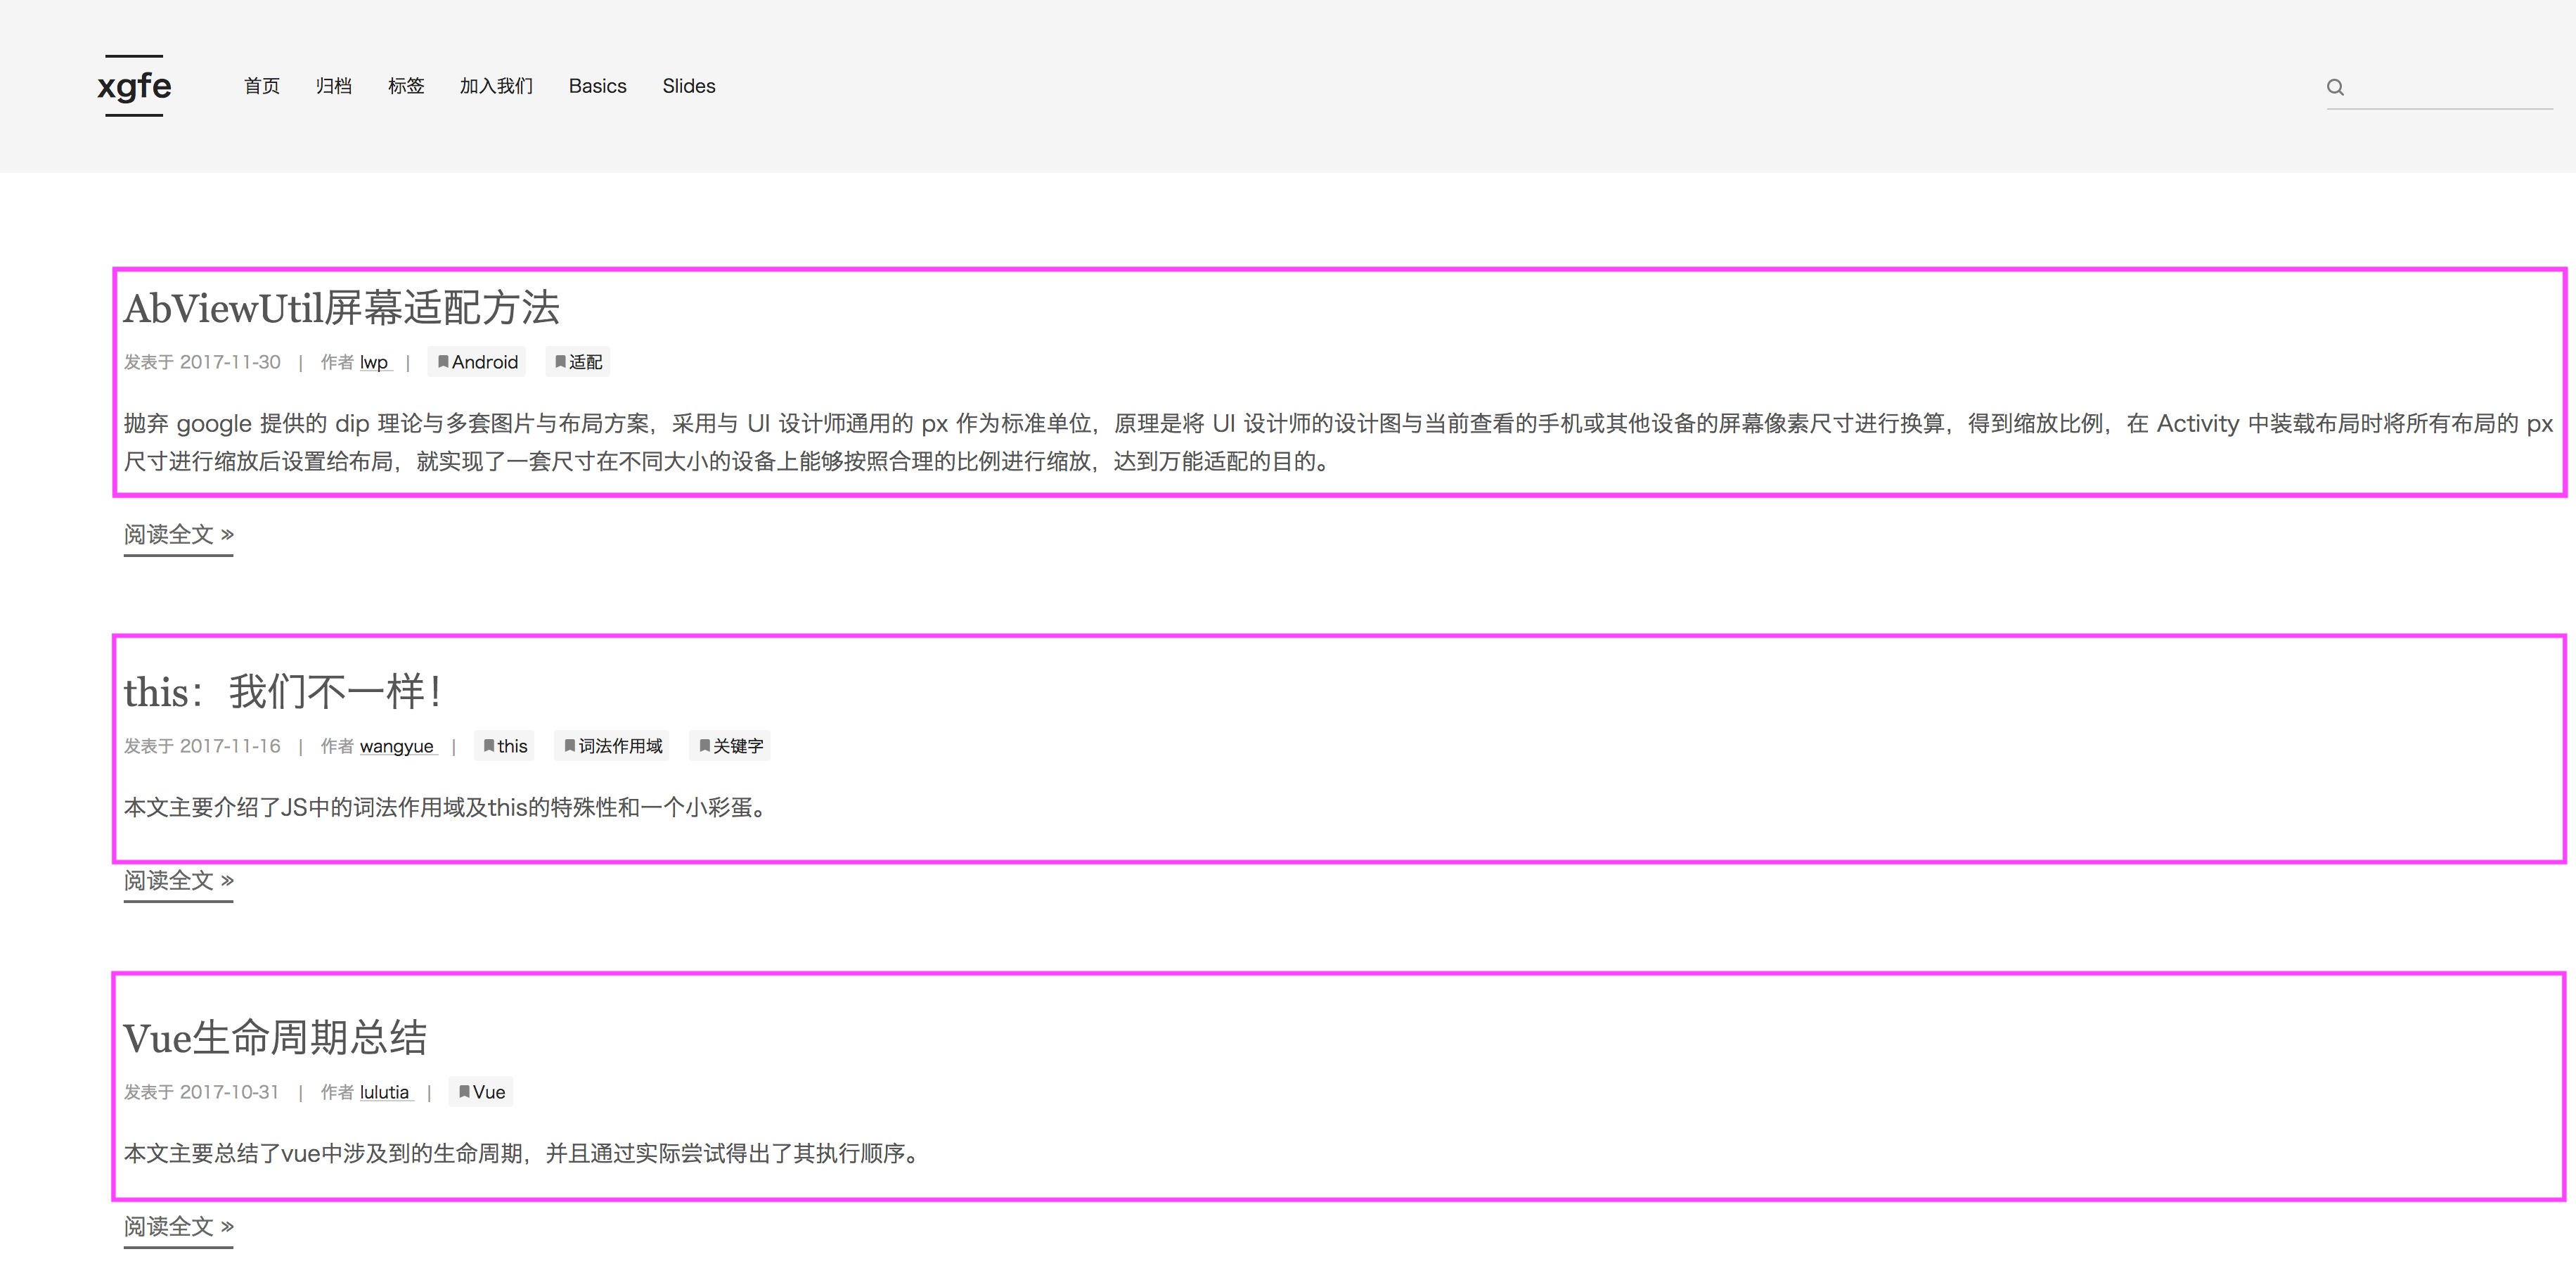 xgfe
首页 归档 标签 加入我们 Basics Slides
AbViewUtil屏幕适配方法
发表于 2017-11-30 | 作者 lwp | Android 适配
抛弃 google 提供的 dip 理论与多套图片与布局方案，采用与 UI 设计师通用的 px 作为标准单位，原理是将 UI 设计师的设计图与当前查看的手机或其他设备的屏幕像素尺寸进行换算，得到缩放比例，在 Activity 中装载布局时将所有布局的 px
尺寸进行缩放后设置给布局，就实现了一套尺寸在不同大小的设备上能够按照合理的比例进行缩放，达到万能适配的目的。
阅读全文 »
this：我们不一样！
发表于 2017-11-16 | 作者 wangyue | this 词法作用域 关键字
本文主要介绍了JS中的词法作用域及this的特殊性和一个小彩蛋。
阅读全文 »
Vue生命周期总结
发表于 2017-10-31 | 作者 lulutia | Vue
本文主要总结了vue中涉及到的生命周期，并且通过实际尝试得出了其执行顺序。
阅读全文 »